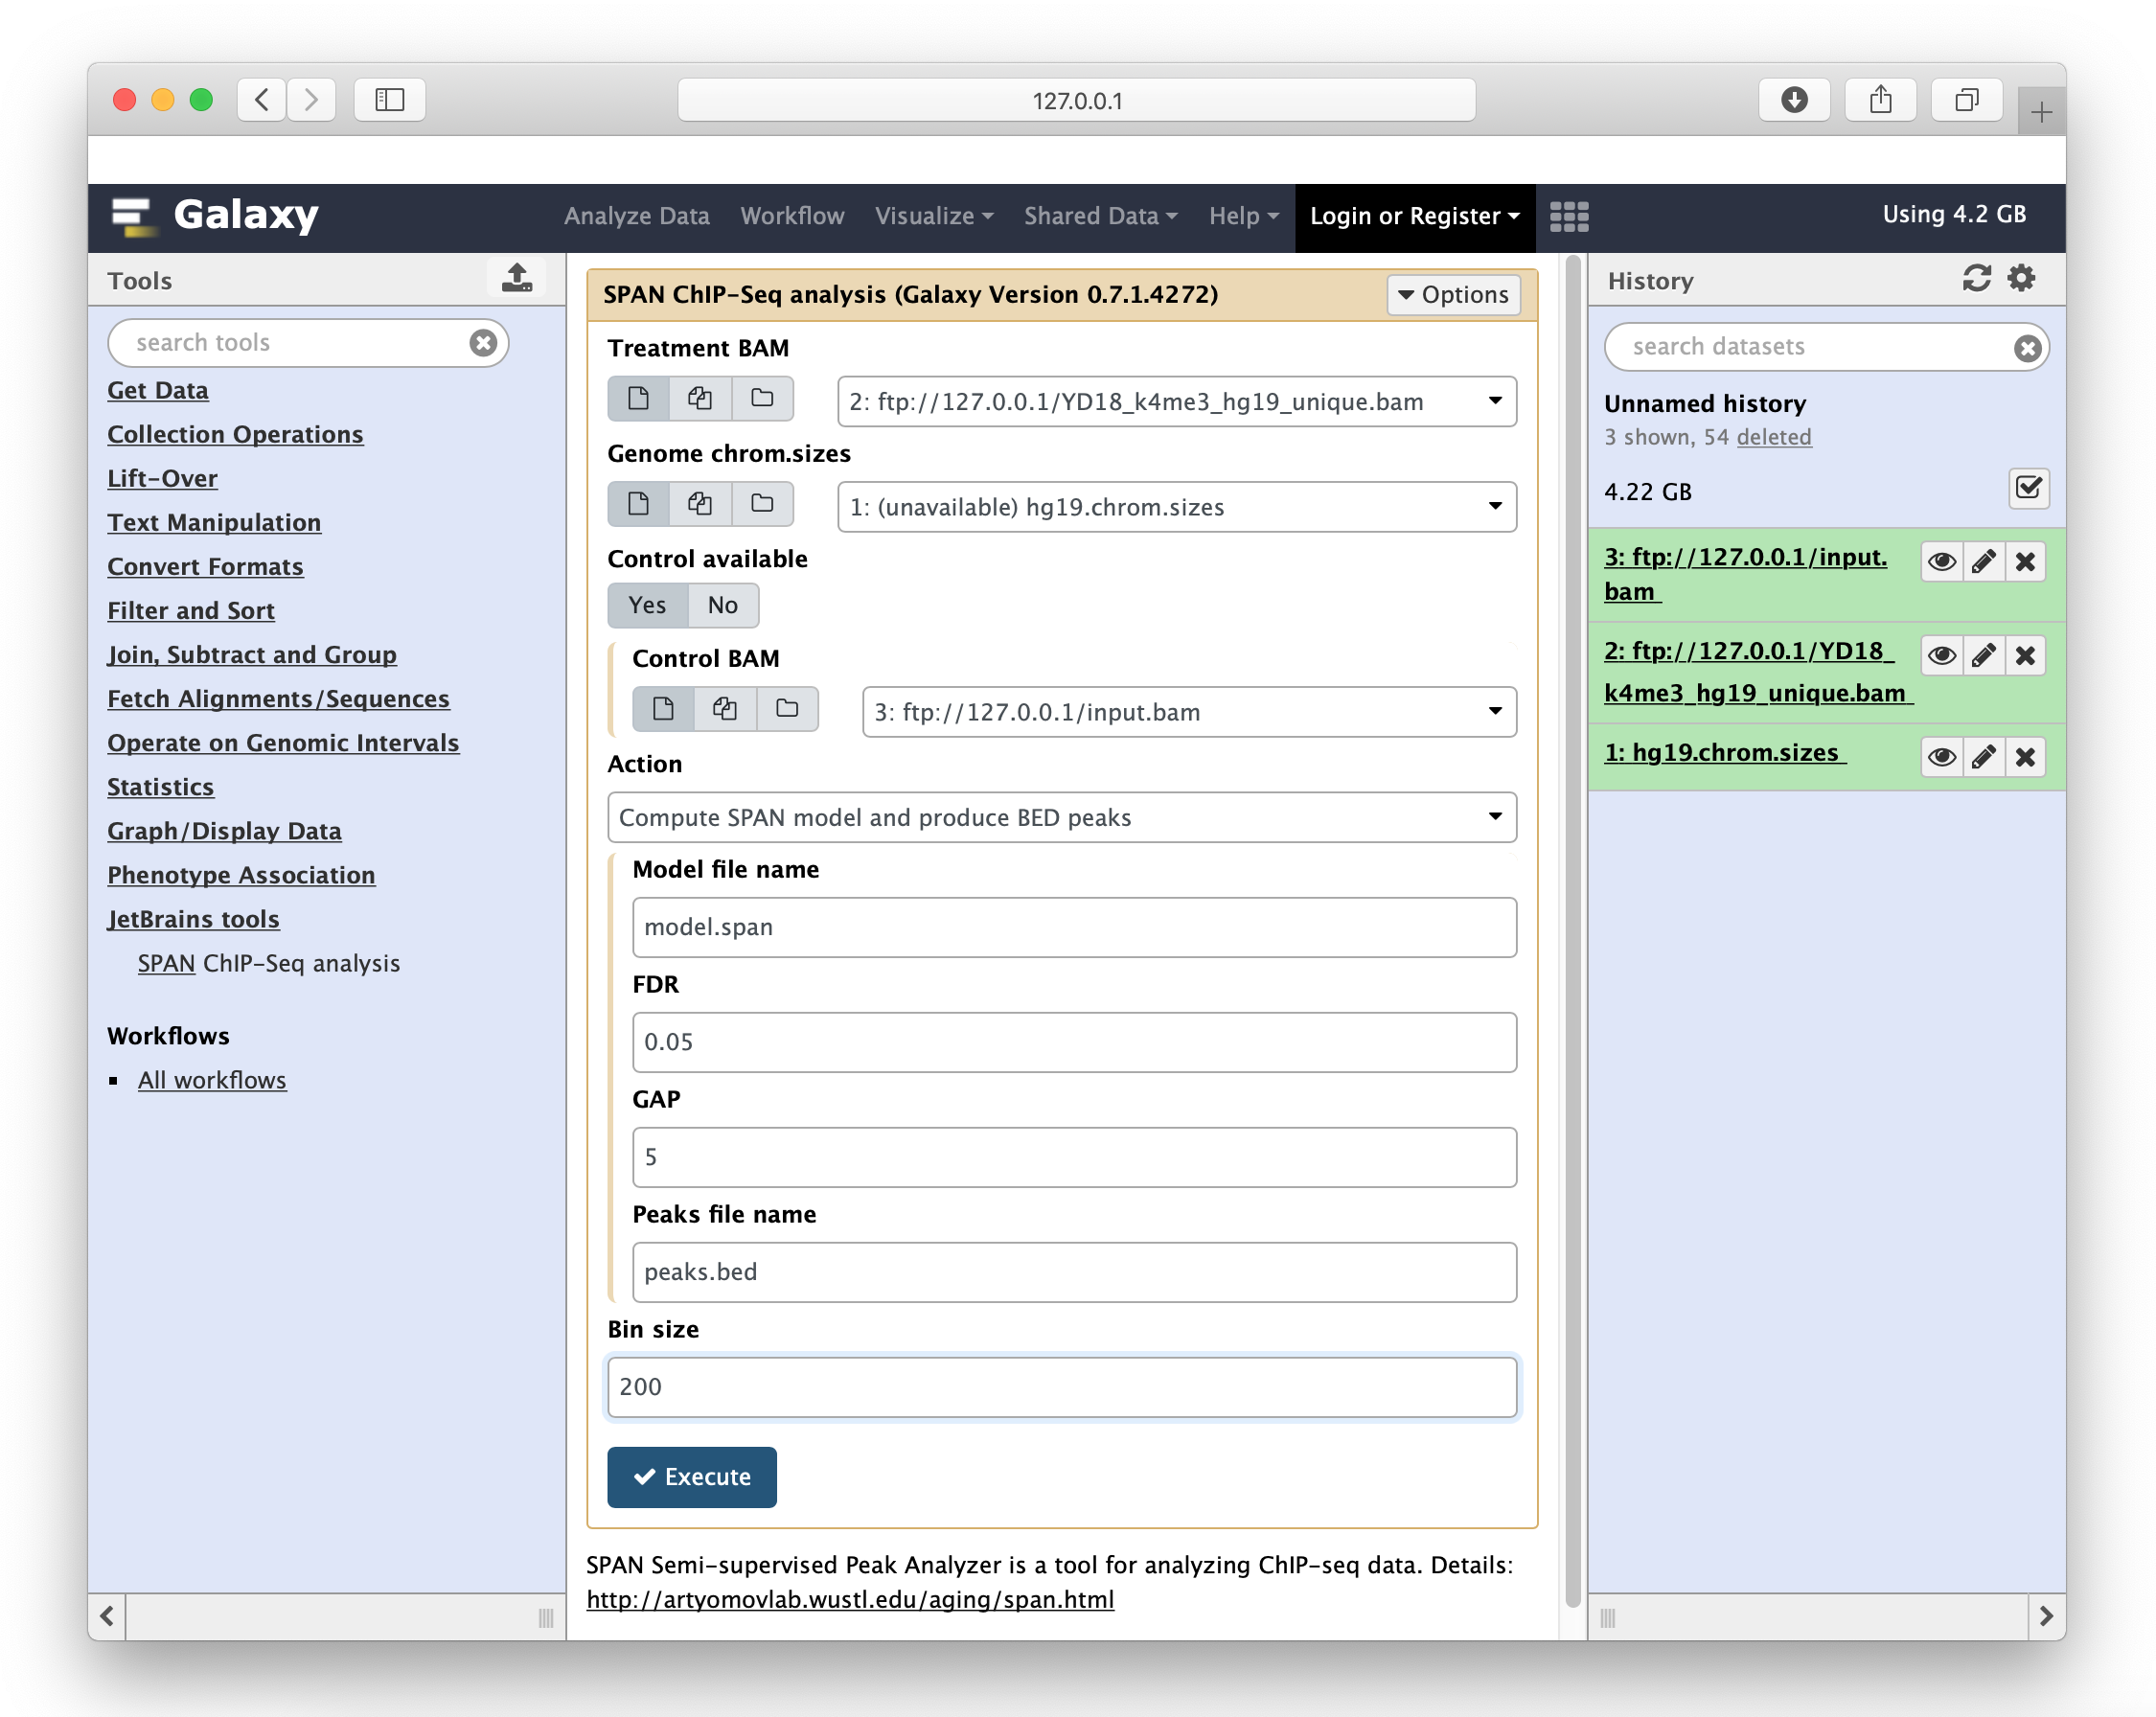 127.0.0.1
Galaxy
Analyze Data Workflow Visualize Shared Data Help Login or Register
Using 4.2 GB
Tools
search tools
Get Data
Collection Operations
Lift-Over
Text Manipulation
Convert Formats
Filter and Sort
Join, Subtract and Group
Fetch Alignments/Sequences
Operate on Genomic Intervals
Statistics
Graph/Display Data
Phenotype Association
JetBrains tools
SPAN ChIP-Seq analysis
Workflows
All workflows
SPAN ChIP-Seq analysis (Galaxy Version 0.7.1.4272)
Options
Treatment BAM
2: ftp://127.0.0.1/YD18_k4me3_hg19_unique.bam
Genome chrom.sizes
1: (unavailable) hg19.chrom.sizes
Control available
Yes No
Control BAM
3: ftp://127.0.0.1/input.bam
Action
Compute SPAN model and produce BED peaks
Model file name
model.span
FDR
0.05
GAP
5
Peaks file name
peaks.bed
Bin size
200
Execute
SPAN Semi-supervised Peak Analyzer is a tool for analyzing ChIP-seq data. Details:
http://artyomovlab.wustl.edu/aging/span.html
History
search datasets
Unnamed history
3 shown, 54 deleted
4.22 GB
3: ftp://127.0.0.1/input.
bam
2: ftp://127.0.0.1/YD18_
k4me3_hg19_unique.bam
1: hg19.chrom.sizes